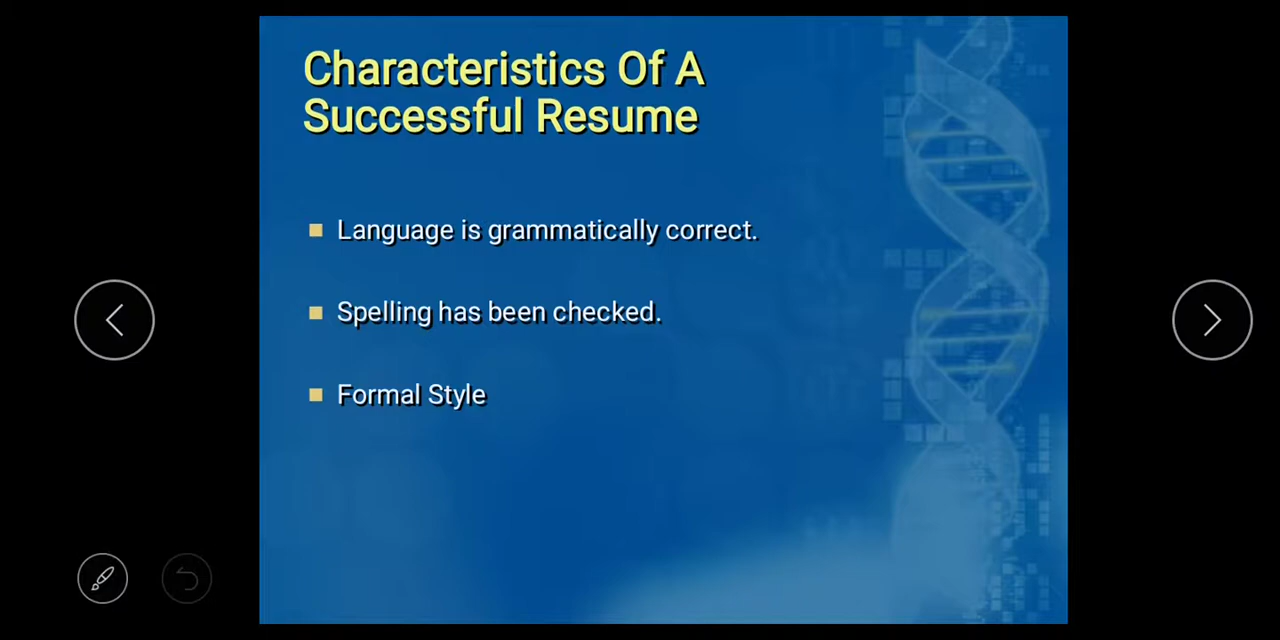 Characteristics Of A
Successful Resume
Language is grammatically correct.
Spelling has been checked.
Formal Style